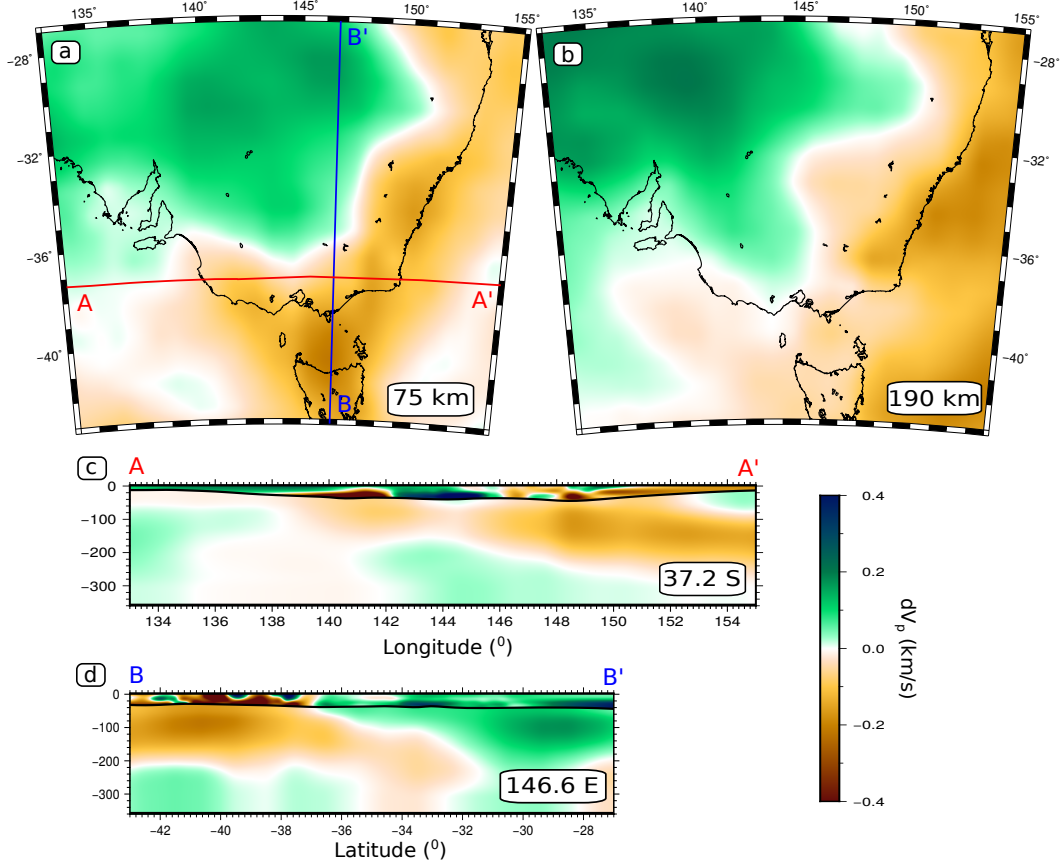 135˚ 140˚ 145˚ 150˚ 155˚ 135˚ 140˚ 145˚ 150˚ 155˚
a B' b
−28˚ −28˚
−32˚ −32˚
−36˚ −36˚
A A'
−40˚ −40˚
B 75 km 190 km
c A A'
0
−100
−200
−300
37.2 S
134 136 138 140 142 144 146 148 150 152 154
Longitude (⁰)
d B B'
0
−100
−200
−300
146.6 E
−42 −40 −38 −36 −34 −32 −30 −28
Latitude (⁰)
0.4
0.2
0.0
−0.2
−0.4
dVₚ (km/s)